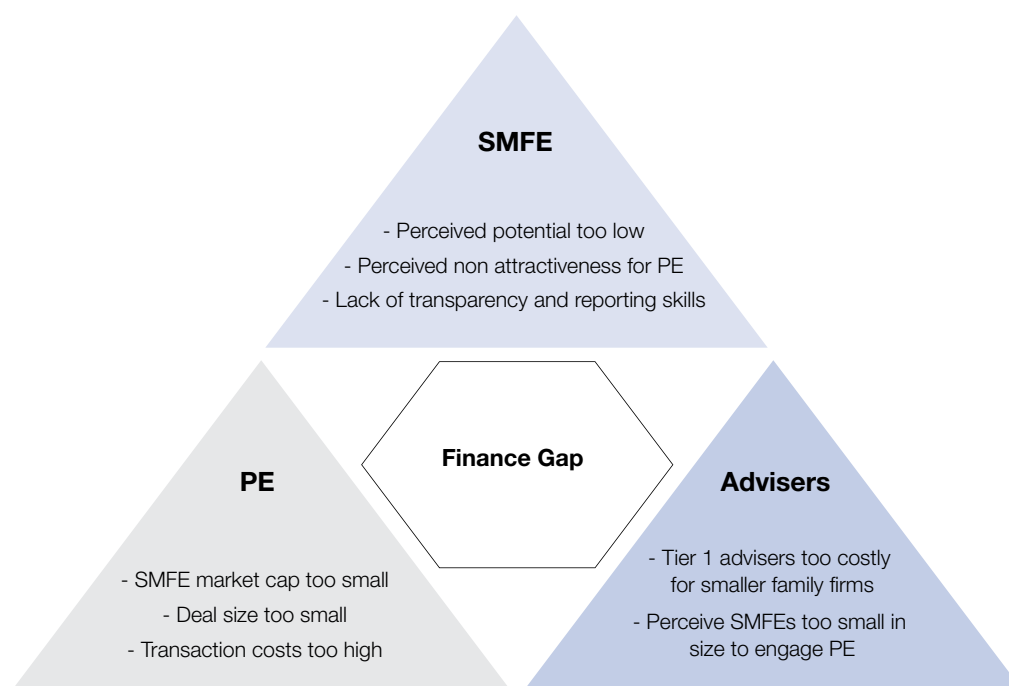 SMFE
- Perceived potential too low
- Perceived non attractiveness for PE
- Lack of transparency and reporting skills
Finance Gap
PE
- SMFE market cap too small
- Deal size too small
- Transaction costs too high
Advisers
- Tier 1 advisers too costly
for smaller family firms
- Perceive SMFEs too small in
size to engage PE